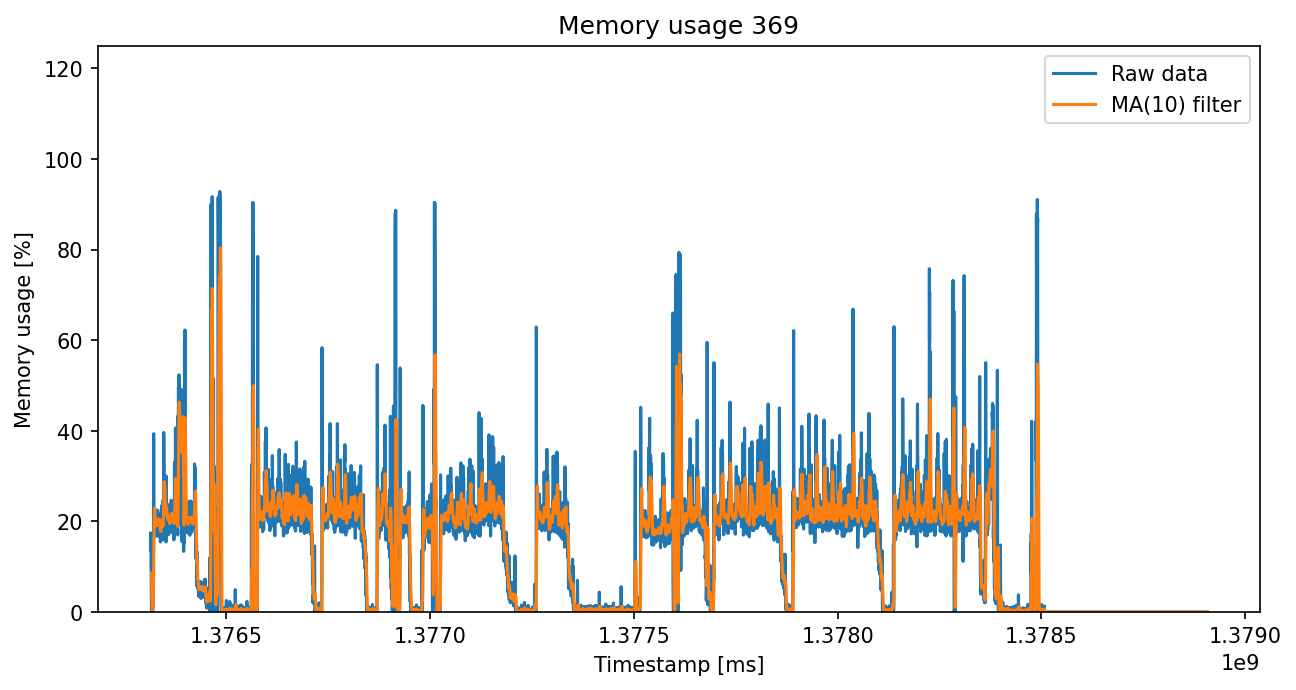 Memory usage 369
Raw data
MA(10) filter
Memory usage [%]
120
100
80
60
40
20
0
1.3765 1.3770 1.3775 1.3780 1.3785 1.3790
1e9
Timestamp [ms]